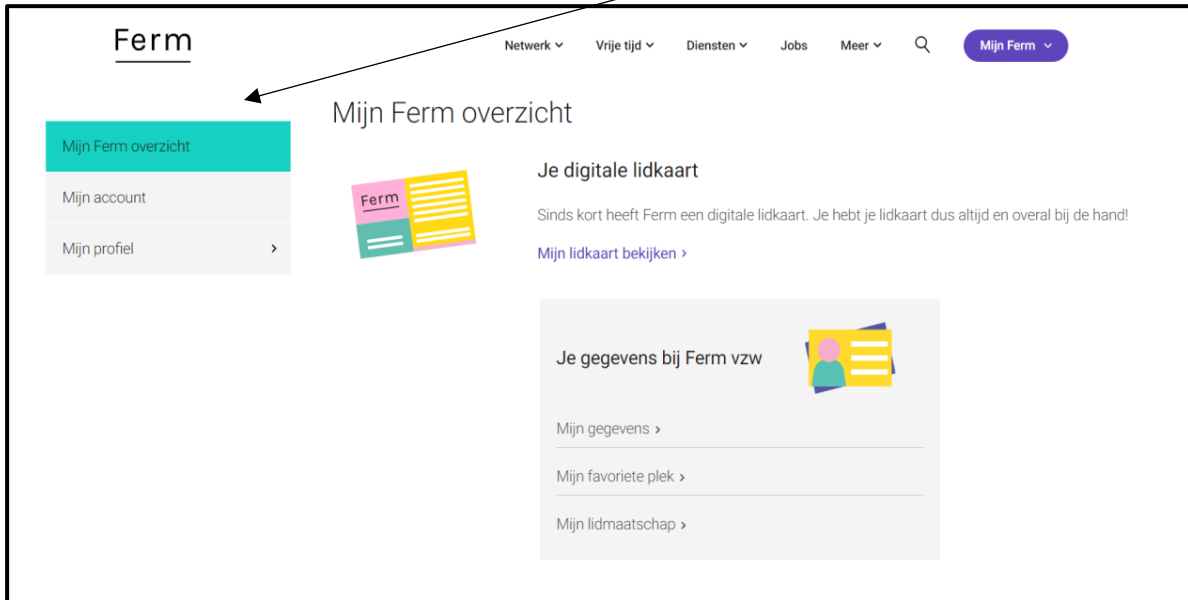 Ferm
Netwerk Vrije tijd Diensten Jobs Meer Mijn Ferm
Mijn Ferm overzicht
Mijn account
Mijn profiel
Mijn Ferm overzicht
Ferm
Je digitale lidkaart
Sinds kort heeft Ferm een digitale lidkaart. Je hebt je lidkaart dus altijd en overal bij de hand!
Mijn lidkaart bekijken >
Je gegevens bij Ferm vzw
Mijn gegevens >
Mijn favoriete plek >
Mijn lidmaatschap >